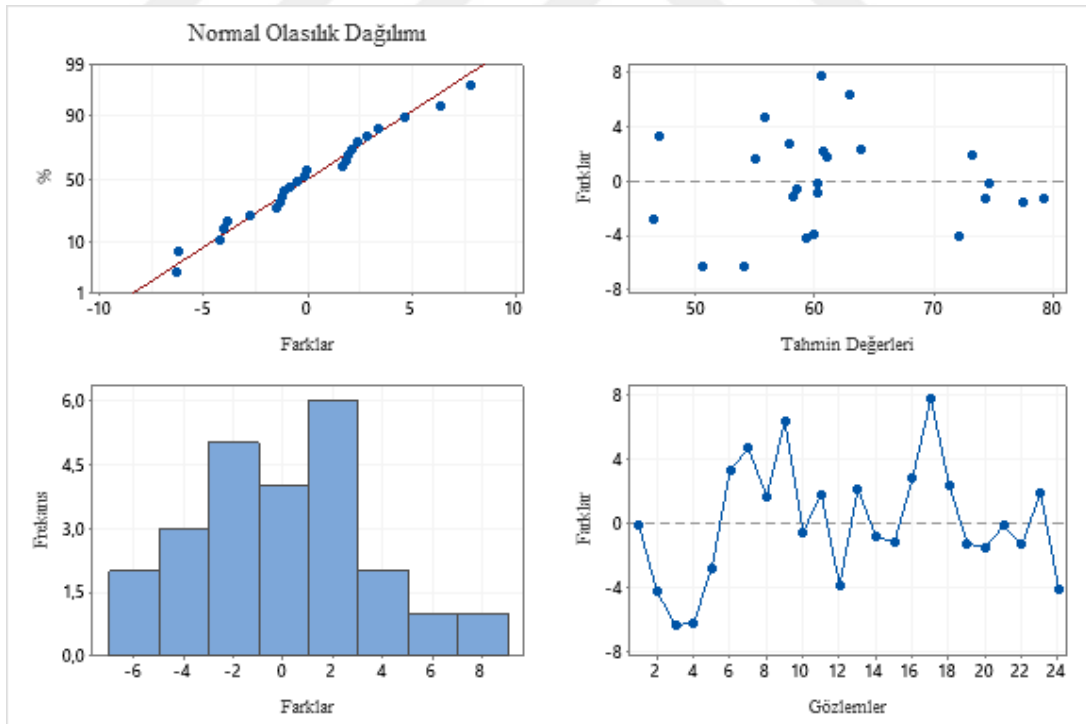 Normal Olasılık Dağılımı
99
90
50
10
1
%
-10 -5 0 5 10
Farklar
8
4
0
-4
-8
Farklar
50 60 70 80
Tahmin Değerleri
6,0
4,5
3,0
1,5
0,0
Frekans
-6 -4 -2 0 2 4 6 8
Farklar
8
4
0
-4
-8
Farklar
2 4 6 8 10 12 14 16 18 20 22 24
Gözlemler